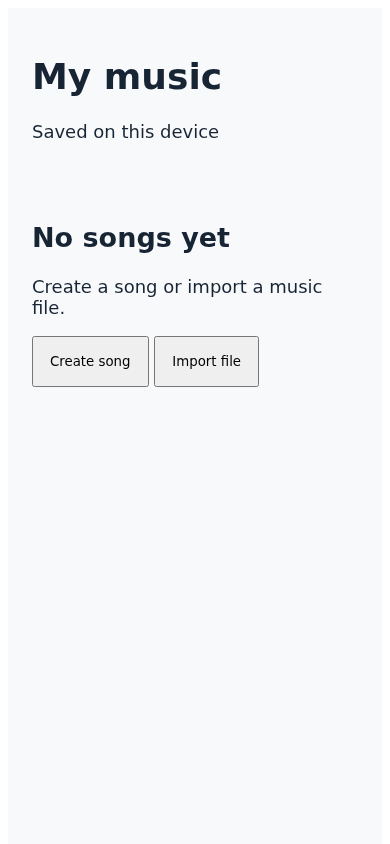 My music
Saved on this device
No songs yet
Create a song or import a music
file.
Create song
Import file